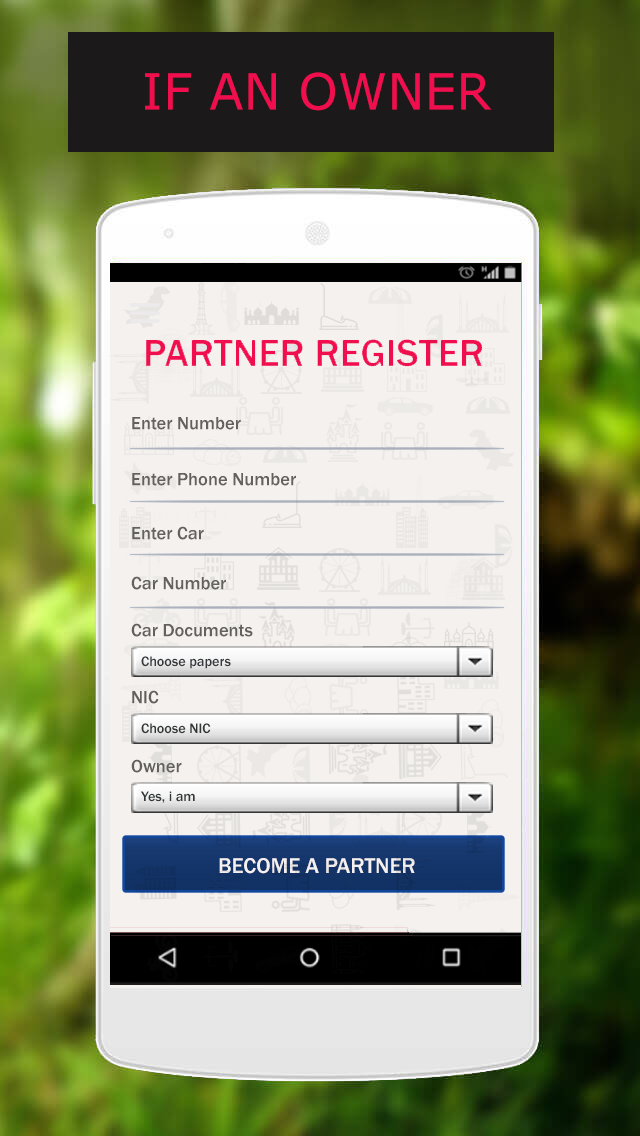 IF AN OWNER
H
PARTNER REGISTER
Enter Number
Enter Phone Number
Enter Car
Car Number
Car Documents
Choose papers
NIC
Choose NIC
Owner
Yes, i am
BECOME A PARTNER